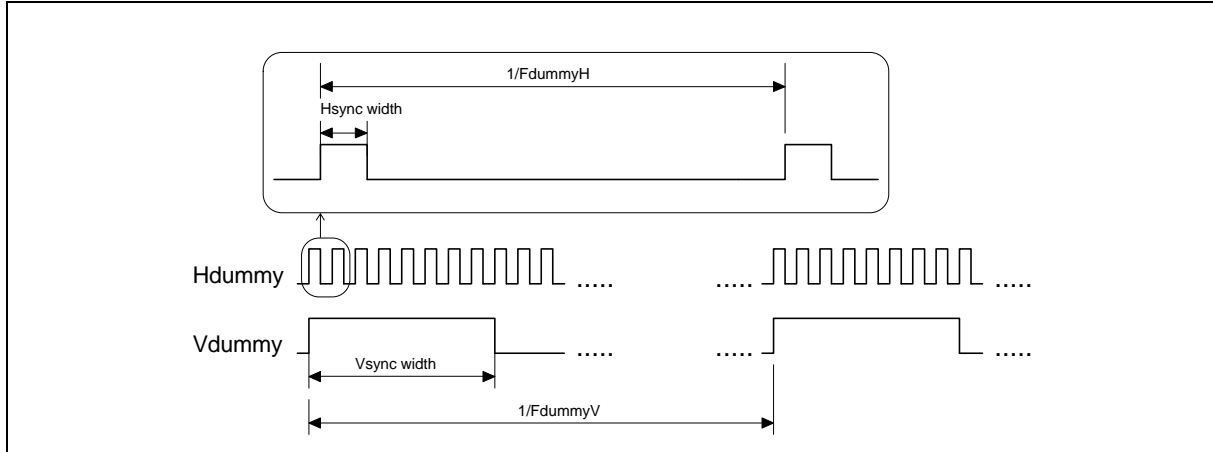 1/FdummyH
Hsync width
Hdummy ..... ..... .....
Vdummy ..... ..... .....
Vsync width
1/FdummyV